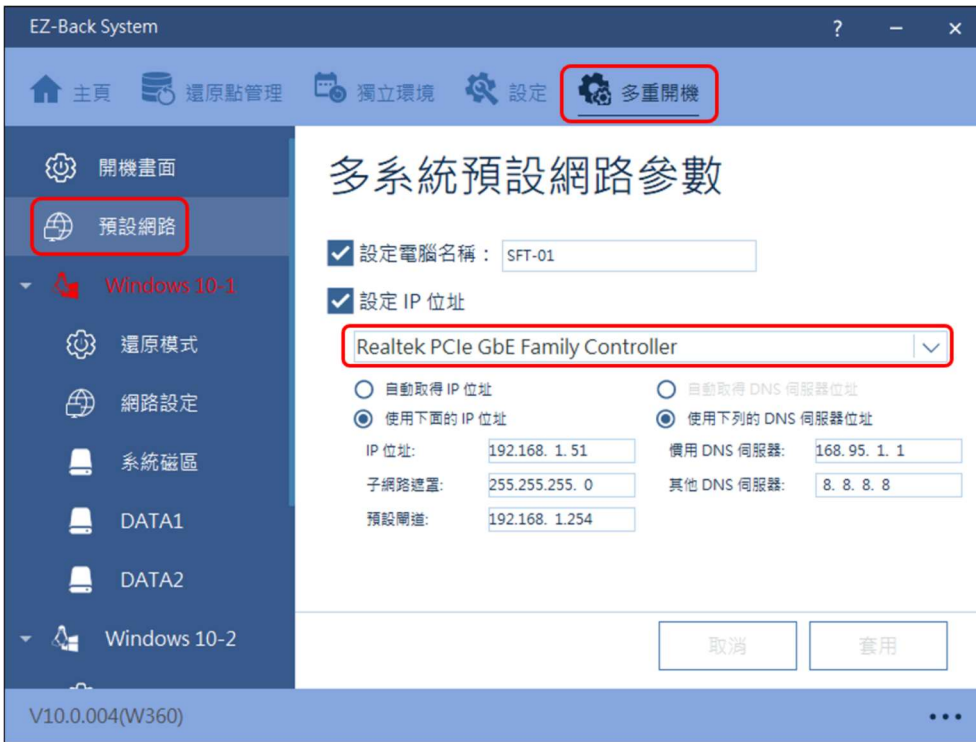 EZ-Back System
主頁 還原點管理 獨立環境 設定 多重開機
開機畫面
預設網路
Windows 10-1
還原模式
網路設定
系統磁區
DATA1
DATA2
Windows 10-2
多系統預設網路參數
設定電腦名稱： SFT-01
設定 IP 位址
Realtek PCIe GbE Family Controller
自動取得 IP 位址 自動取得 DNS 伺服器位址
使用下面的 IP 位址 使用下列的 DNS 伺服器位址
IP 位址: 192.168. 1. 51 慣用 DNS 伺服器: 168. 95. 1. 1
子網路遮罩: 255.255.255. 0 其他 DNS 伺服器: 8. 8. 8. 8
預設閘道: 192.168. 1.254
取消 套用
V10.0.004(W360)